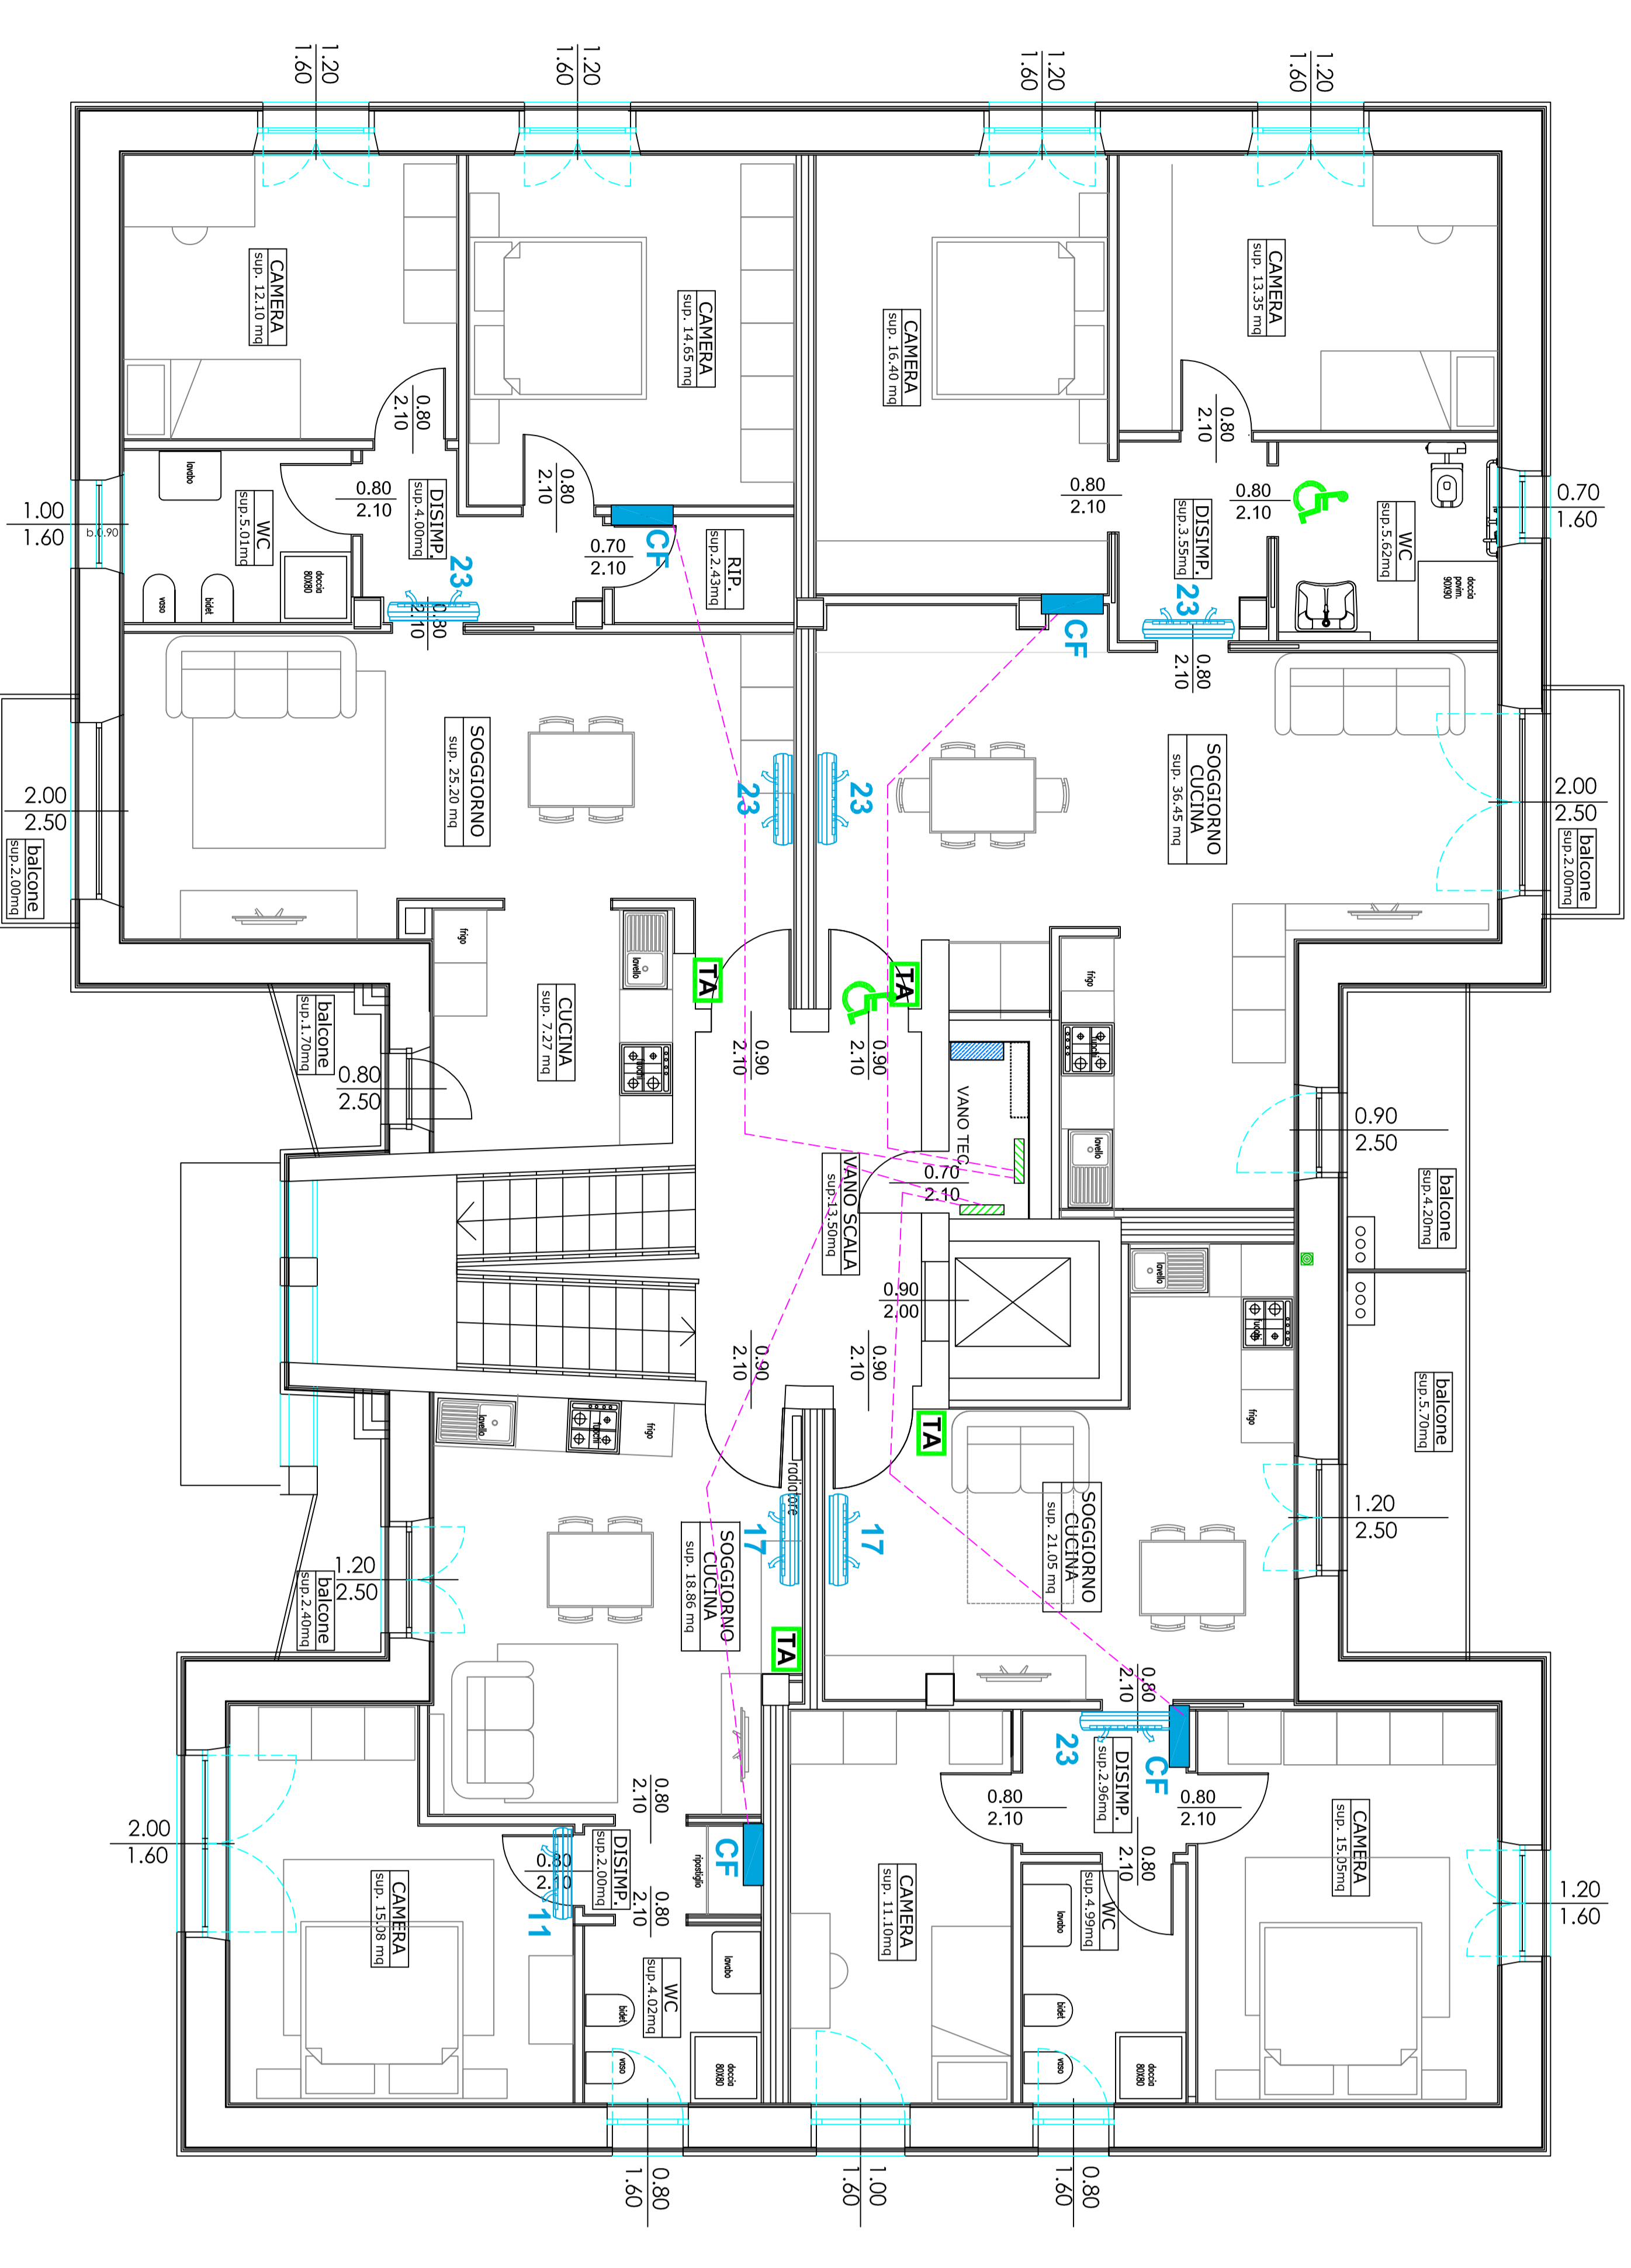 1.20
1.60
1.20
1.60
1.20
1.60
1.20
1.60
CAMERA
sup. 12.10 mq
CAMERA
sup. 14.65 mq
CAMERA
sup. 16.40 mq
CAMERA
sup. 13.35 mq
0.80
2.10
0.80
2.10
0.80
2.10
0.80
2.10
0.80
2.10
0.80
2.10
0.70
2.10
1.00
1.60
b.0.90
0.70
1.60
lavabo
WC
sup.5.01mq
DISIMP.
sup.4.00mq
doccia
80X80
vaso
bidet
23
CF
RIP.
sup.2.43mq
0.80
2.10
DISIMP.
sup.3.55mq
WC
sup.5.62mq
doccia
pavim.
90X90
23
CF
0.80
2.10
SOGGIORNO
sup. 25.20 mq
23
23
SOGGIORNO
CUCINA
sup. 36.45 mq
2.00
2.50
balcone
sup.2.00mq
2.00
2.50
balcone
sup.2.00mq
frigo
lavello
TA
TA
frigo
fuochi
lavello
CUCINA
sup. 7.27 mq
fuochi
balcone
sup.1.70mq
0.80
2.50
0.90
2.10
0.90
2.10
VANO TEC.
0.70
2.10
VANO SCALA
sup.13.50mq
0.90
2.50
balcone
sup.4.20mq
0.90
2.00
0.90
2.10
0.90
2.10
lavello
fuochi
frigo
balcone
sup.5.70mq
lavello
fuochi
frigo
TA
radiatore
17
17
SOGGIORNO
CUCINA
sup. 18.86 mq
SOGGIORNO
CUCINA
sup. 21.05 mq
1.20
2.50
1.20
2.50
balcone
sup.2.40mq
TA
0.80
2.10
23
CF
DISIMP.
sup.2.96mq
0.80
2.10
0.80
2.10
0.80
2.10
0.80
2.10
CF
ripostiglio
DISIMP.
sup.2.00mq
0.80
11
0.80
2.10
2.00
1.60
CAMERA
sup. 15.08 mq
CAMERA
sup. 11.10mq
WC
sup.4.99mq
lavabo
CAMERA
sup. 15.05mq
1.20
1.60
WC
sup.4.02mq
lavabo
bidet
vaso
doccia
80X80
bidet
vaso
doccia
80X80
0.80
1.60
1.00
1.60
0.80
1.60